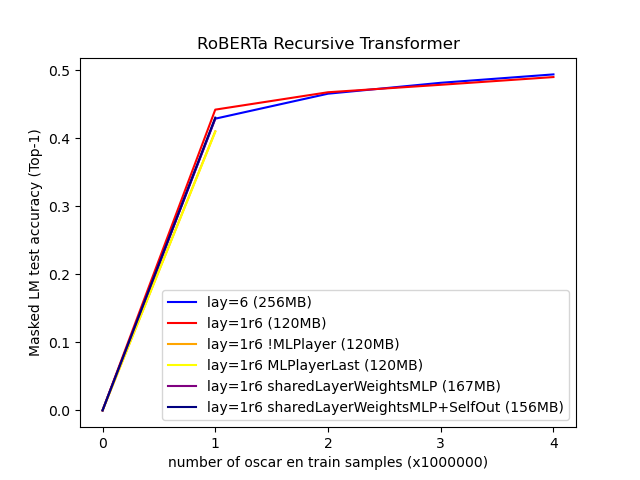 RoBERTa Recursive Transformer
Masked LM test accuracy (Top-1)
0.5
0.4
0.3
0.2
0.1
0.0
lay=6 (256MB)
lay=1r6 (120MB)
lay=1r6 !MLPlayer (120MB)
lay=1r6 MLPlayerLast (120MB)
lay=1r6 sharedLayerWeightsMLP (167MB)
lay=1r6 sharedLayerWeightsMLP+SelfOut (156MB)
0 1 2 3 4
number of oscar en train samples (x1000000)